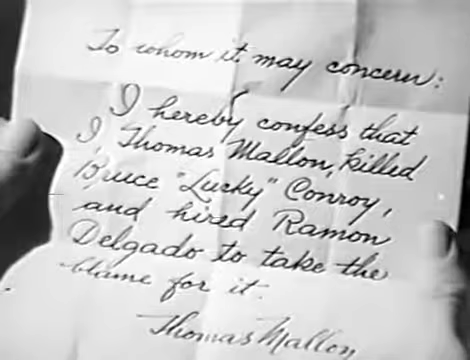 To whom it may concern:
I hereby confess that
I, Thomas Mallon, killed
Bruce "Lucky" Conroy,
and hired Ramon
Delgado to take the
blame for it.
Thomas Mallon